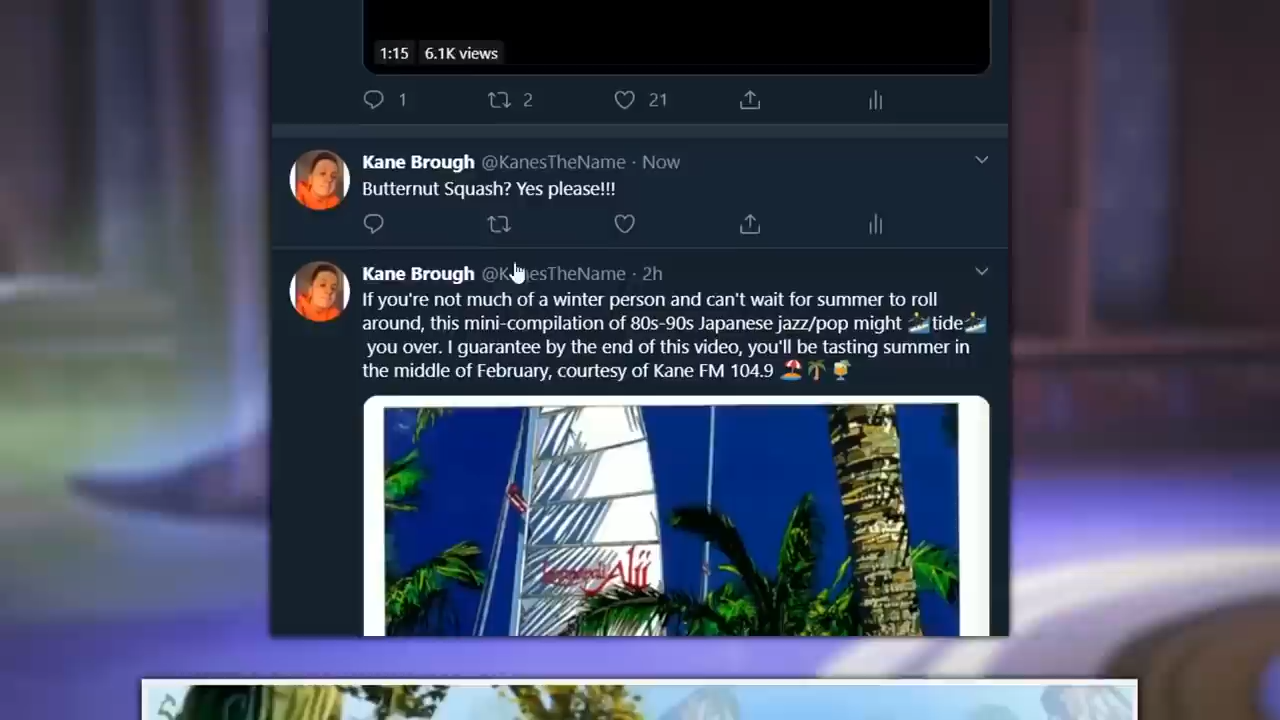 1:15 6.1K views
1 2 21
Kane Brough @KanesTheName · Now
Butternut Squash? Yes please!!!
Kane Brough @KanesTheName · 2h
If you're not much of a winter person and can't wait for summer to roll
around, this mini-compilation of 80s-90s Japanese jazz/pop might 🌊tide🌊
you over. I guarantee by the end of this video, you'll be tasting summer in
the middle of February, courtesy of Kane FM 104.9 🏖️🌴🍹
Alii